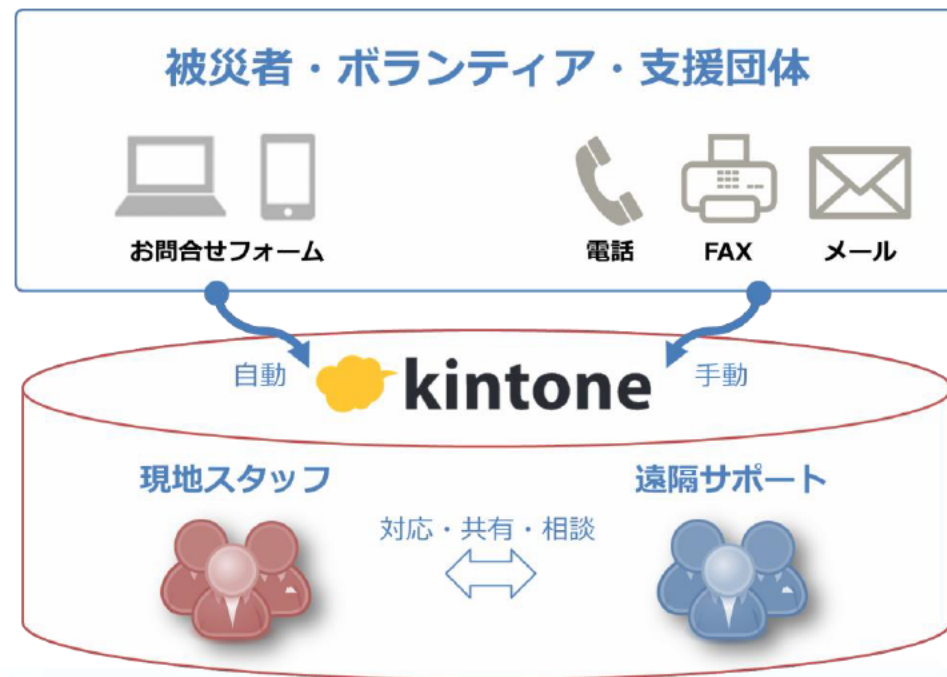 被災者・ボランティア・支援団体
お問合せフォーム
電話
FAX
メール
自動
kintone
手動
現地スタッフ
遠隔サポート
対応・共有・相談